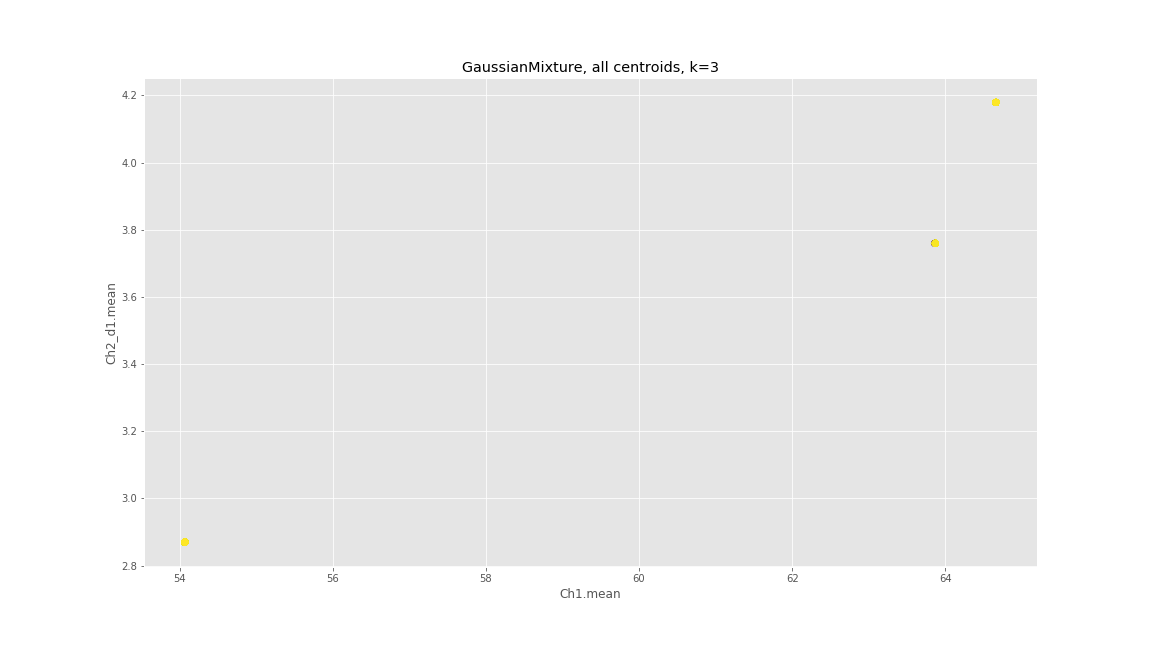 GaussianMixture, all centroids, k=3
4.2
4.0
3.8
3.6
3.4
3.2
3.0
2.8
Ch2_d1.mean
54 56 58 60 62 64
Ch1.mean